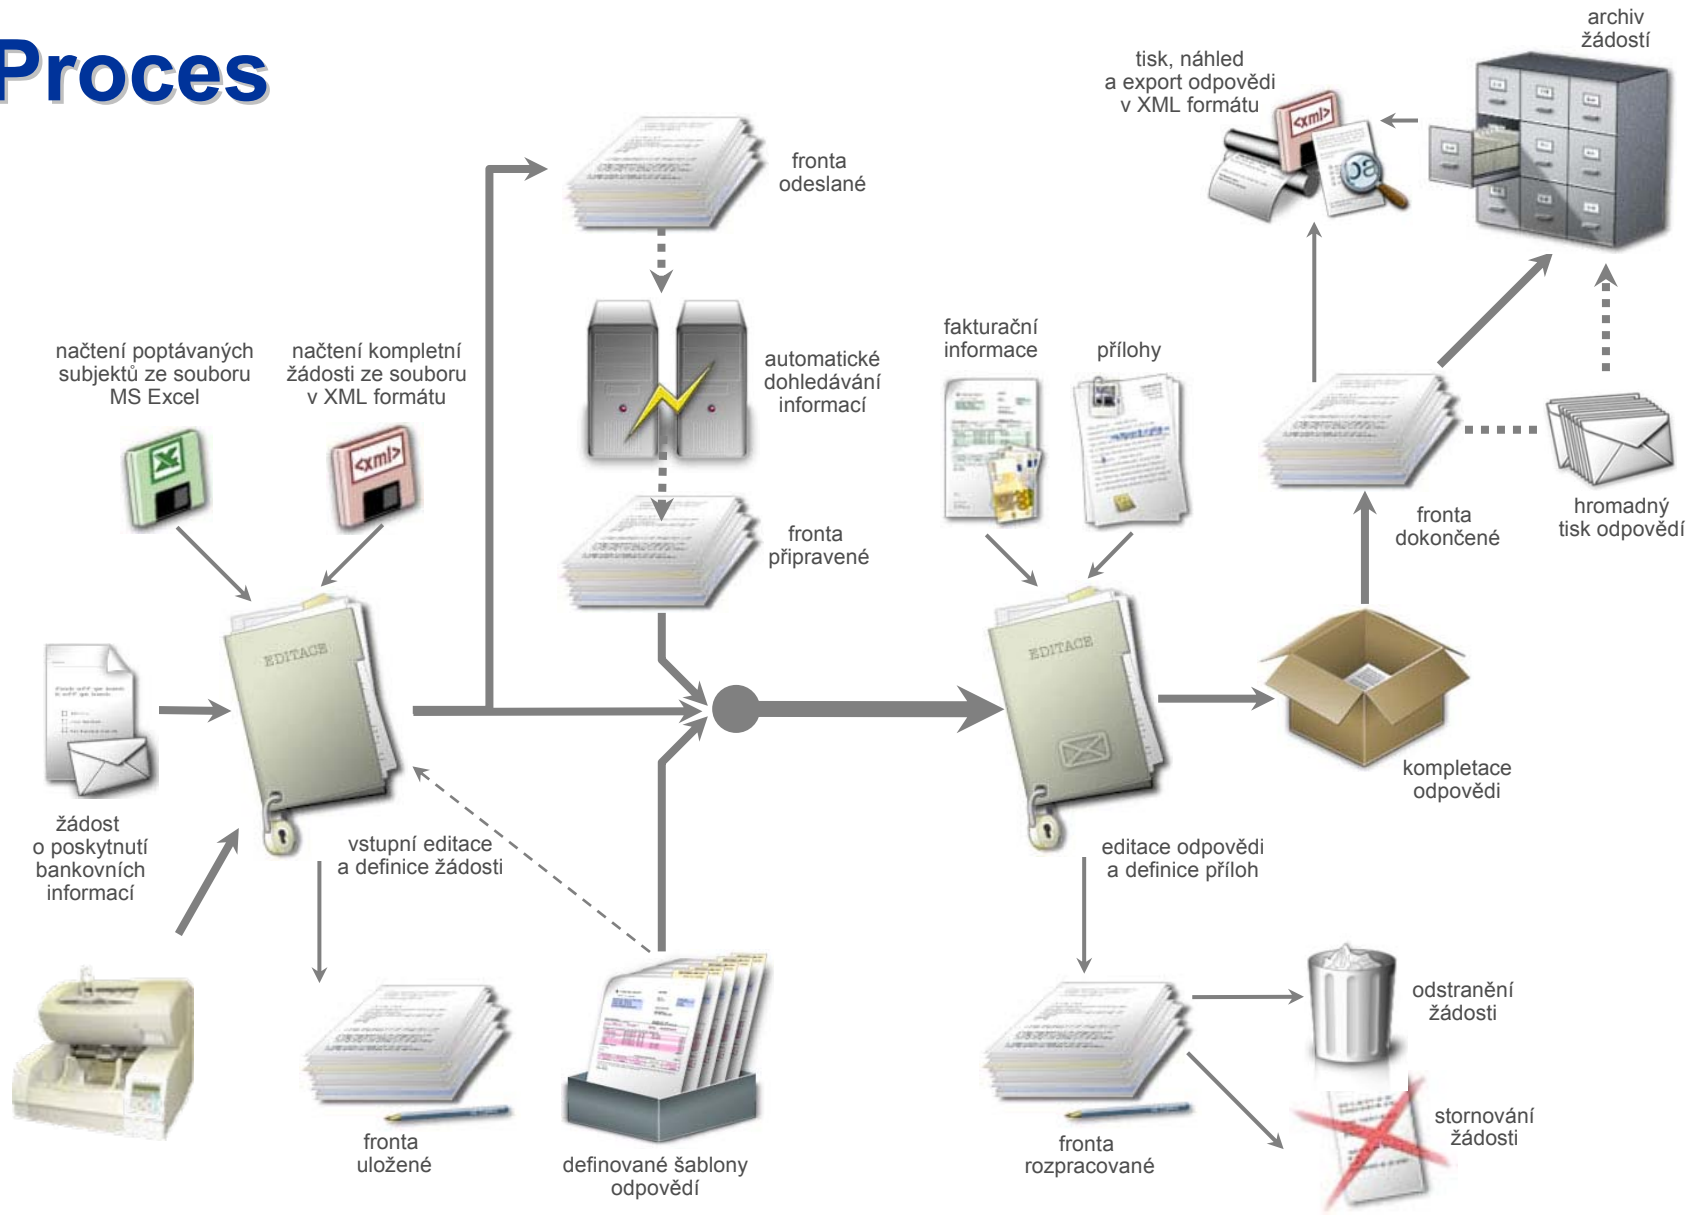 Proces
archiv
žádostí
tisk, náhled
a export odpovědi
v XML formátu
<xml>
fronta
odeslané
načtení poptávaných
subjektů ze souboru
MS Excel
načtení kompletní
žádosti ze souboru
v XML formátu
<xml>
automatické
dohledávání
informací
fakturační
informace
přílohy
fronta
připravené
fronta
dokončené
hromadný
tisk odpovědí
EDITACE
EDITACE
žádost
o poskytnutí
bankovních
informací
vstupní editace
a definice žádosti
editace odpovědi
a definice příloh
kompletace
odpovědi
fronta
uložené
definované šablony
odpovědí
fronta
rozpracované
odstranění
žádosti
stornování
žádosti